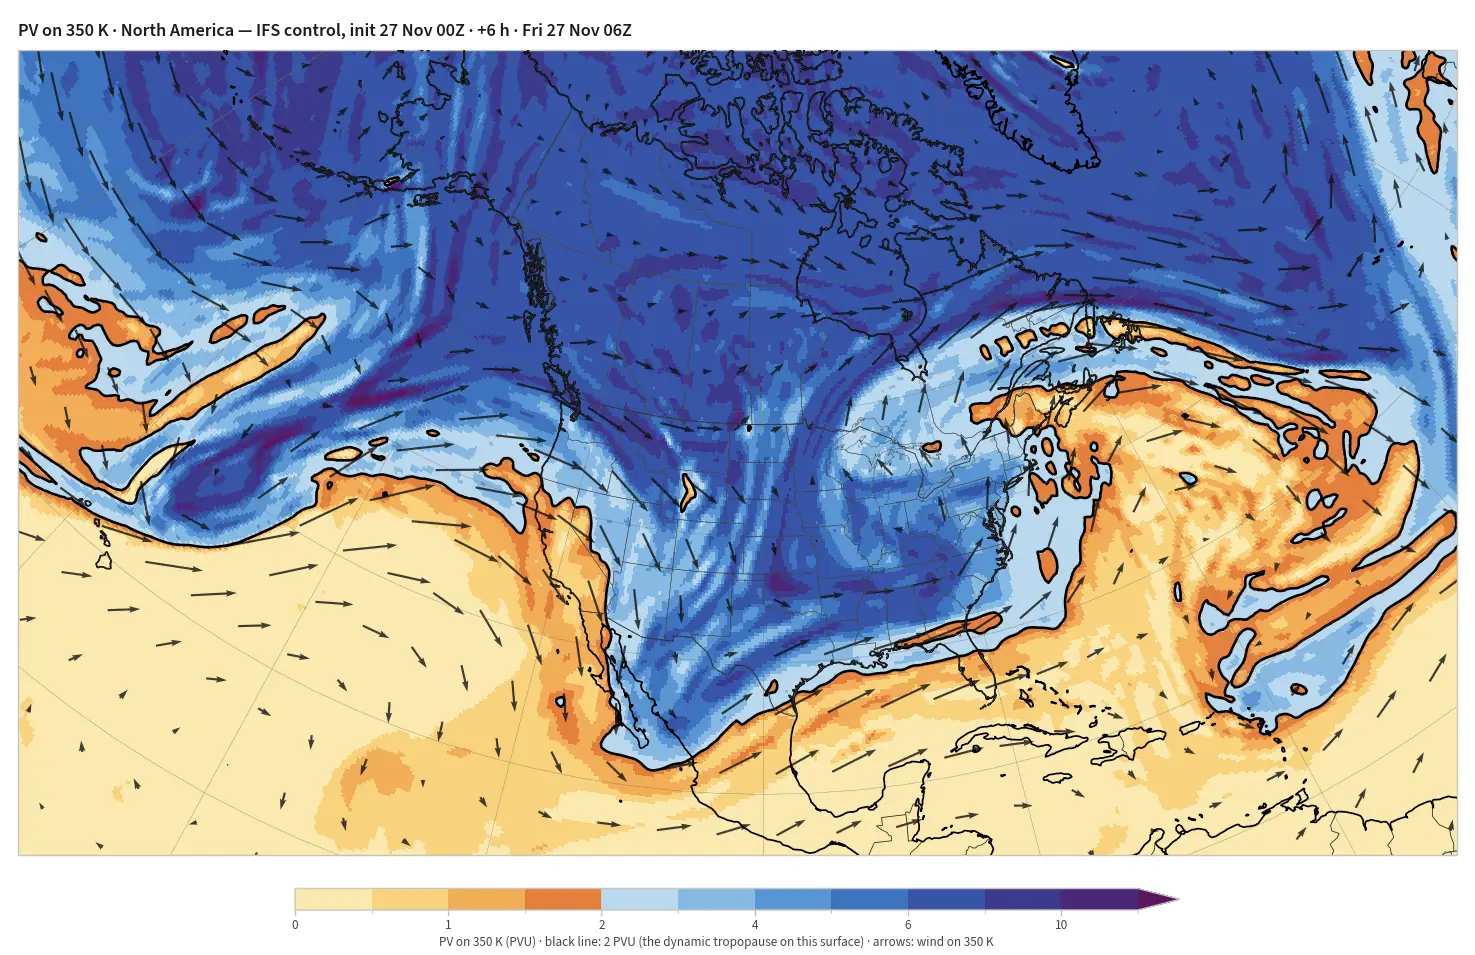 PV on 350 K · North America — IFS control, init 27 Nov 00Z · +6 h · Fri 27 Nov 06Z
0 1 2 4 6 10
PV on 350 K (PVU) · black line: 2 PVU (the dynamic tropopause on this surface) · arrows: wind on 350 K